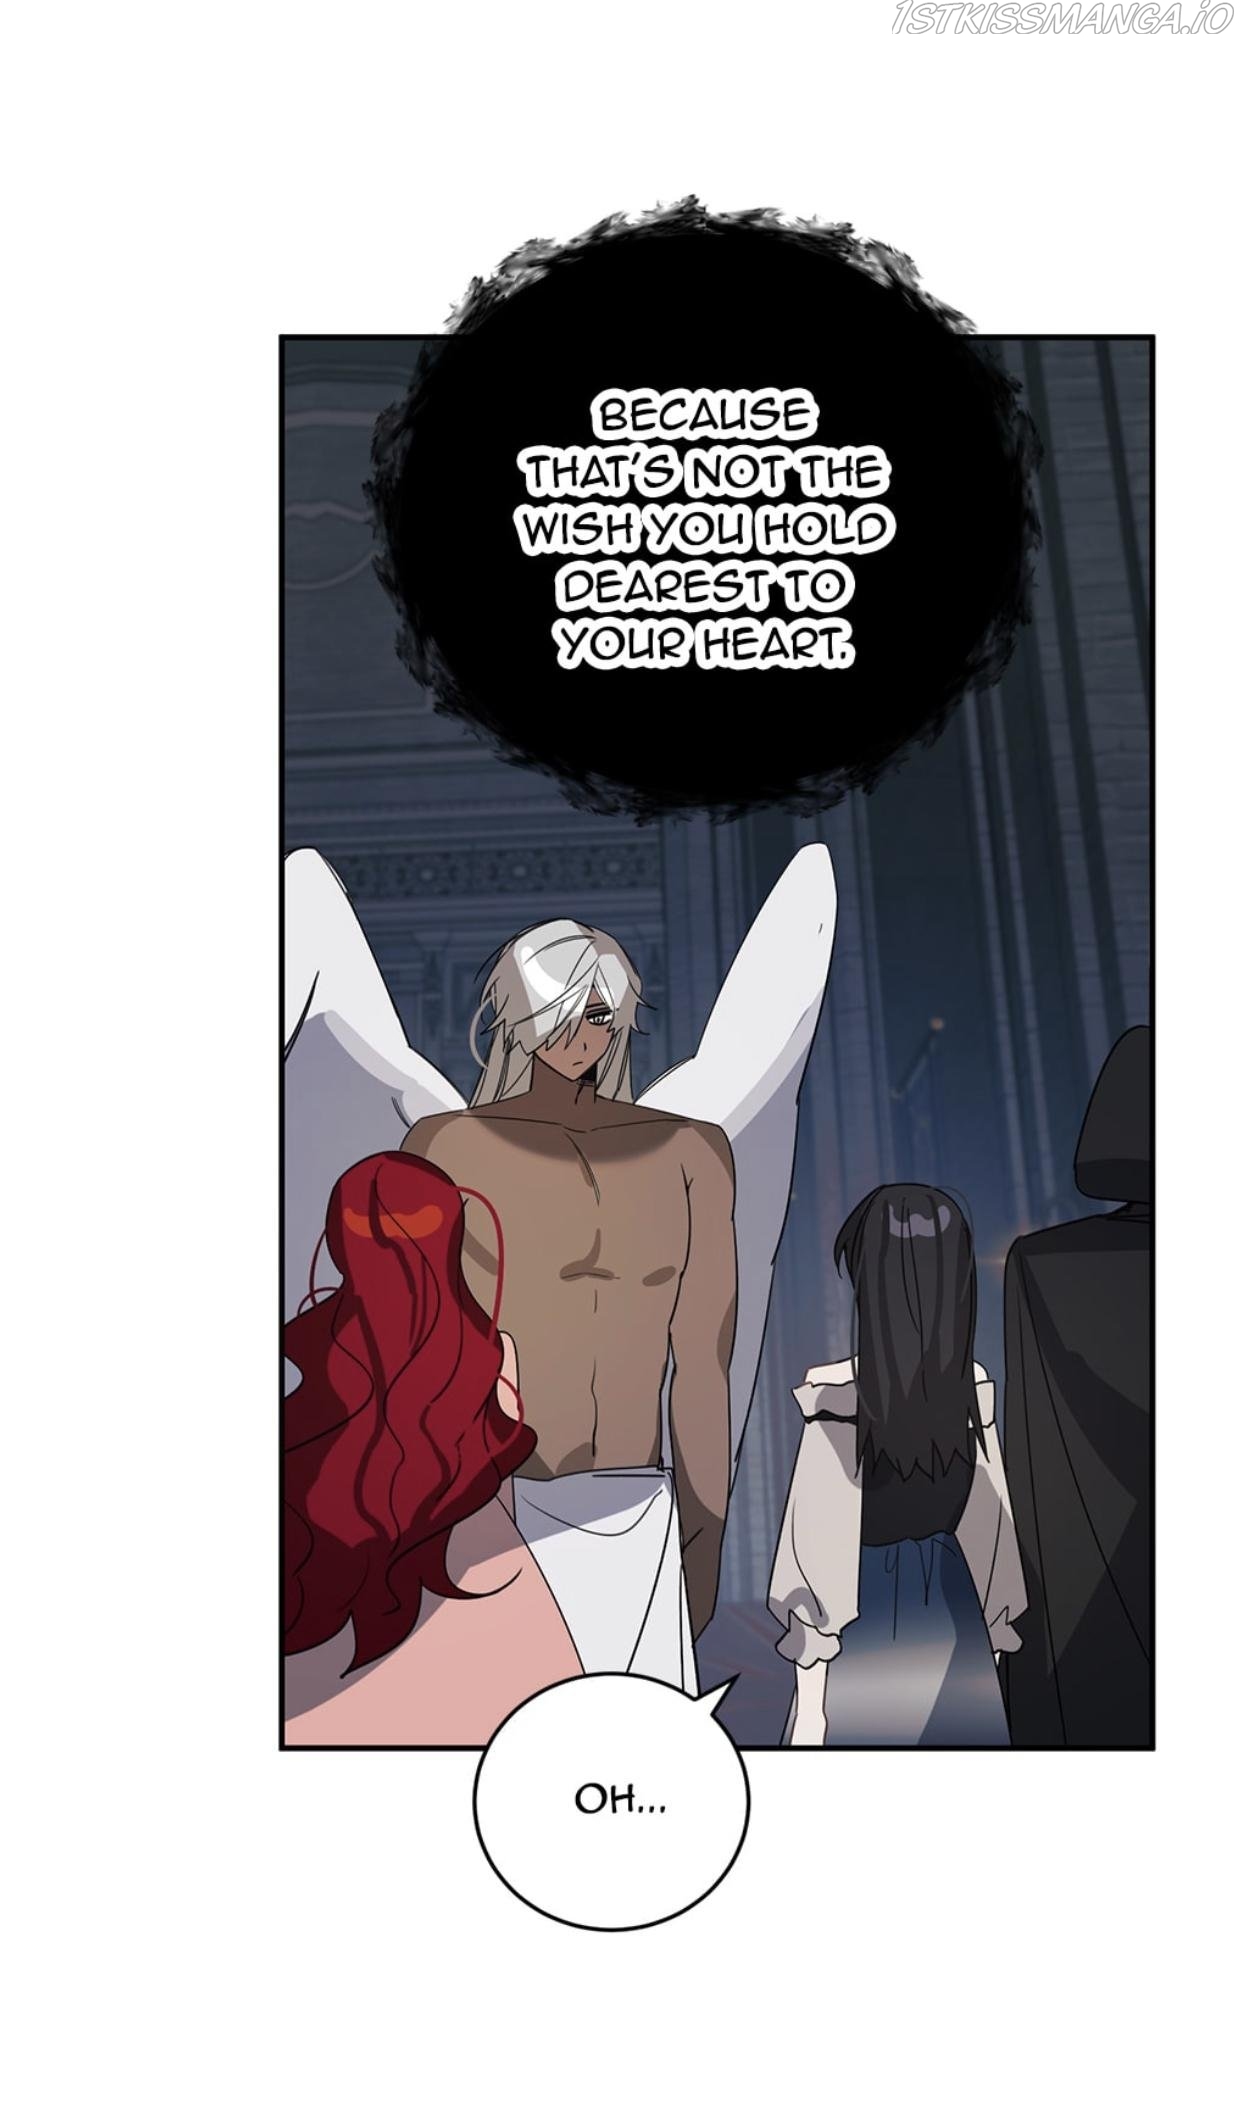 1STKISSMANGA.IO
BECAUSE
THAT'S NOT THE
WISH YOU HOLD
DEAREST TO
YOUR HEART.
OH...